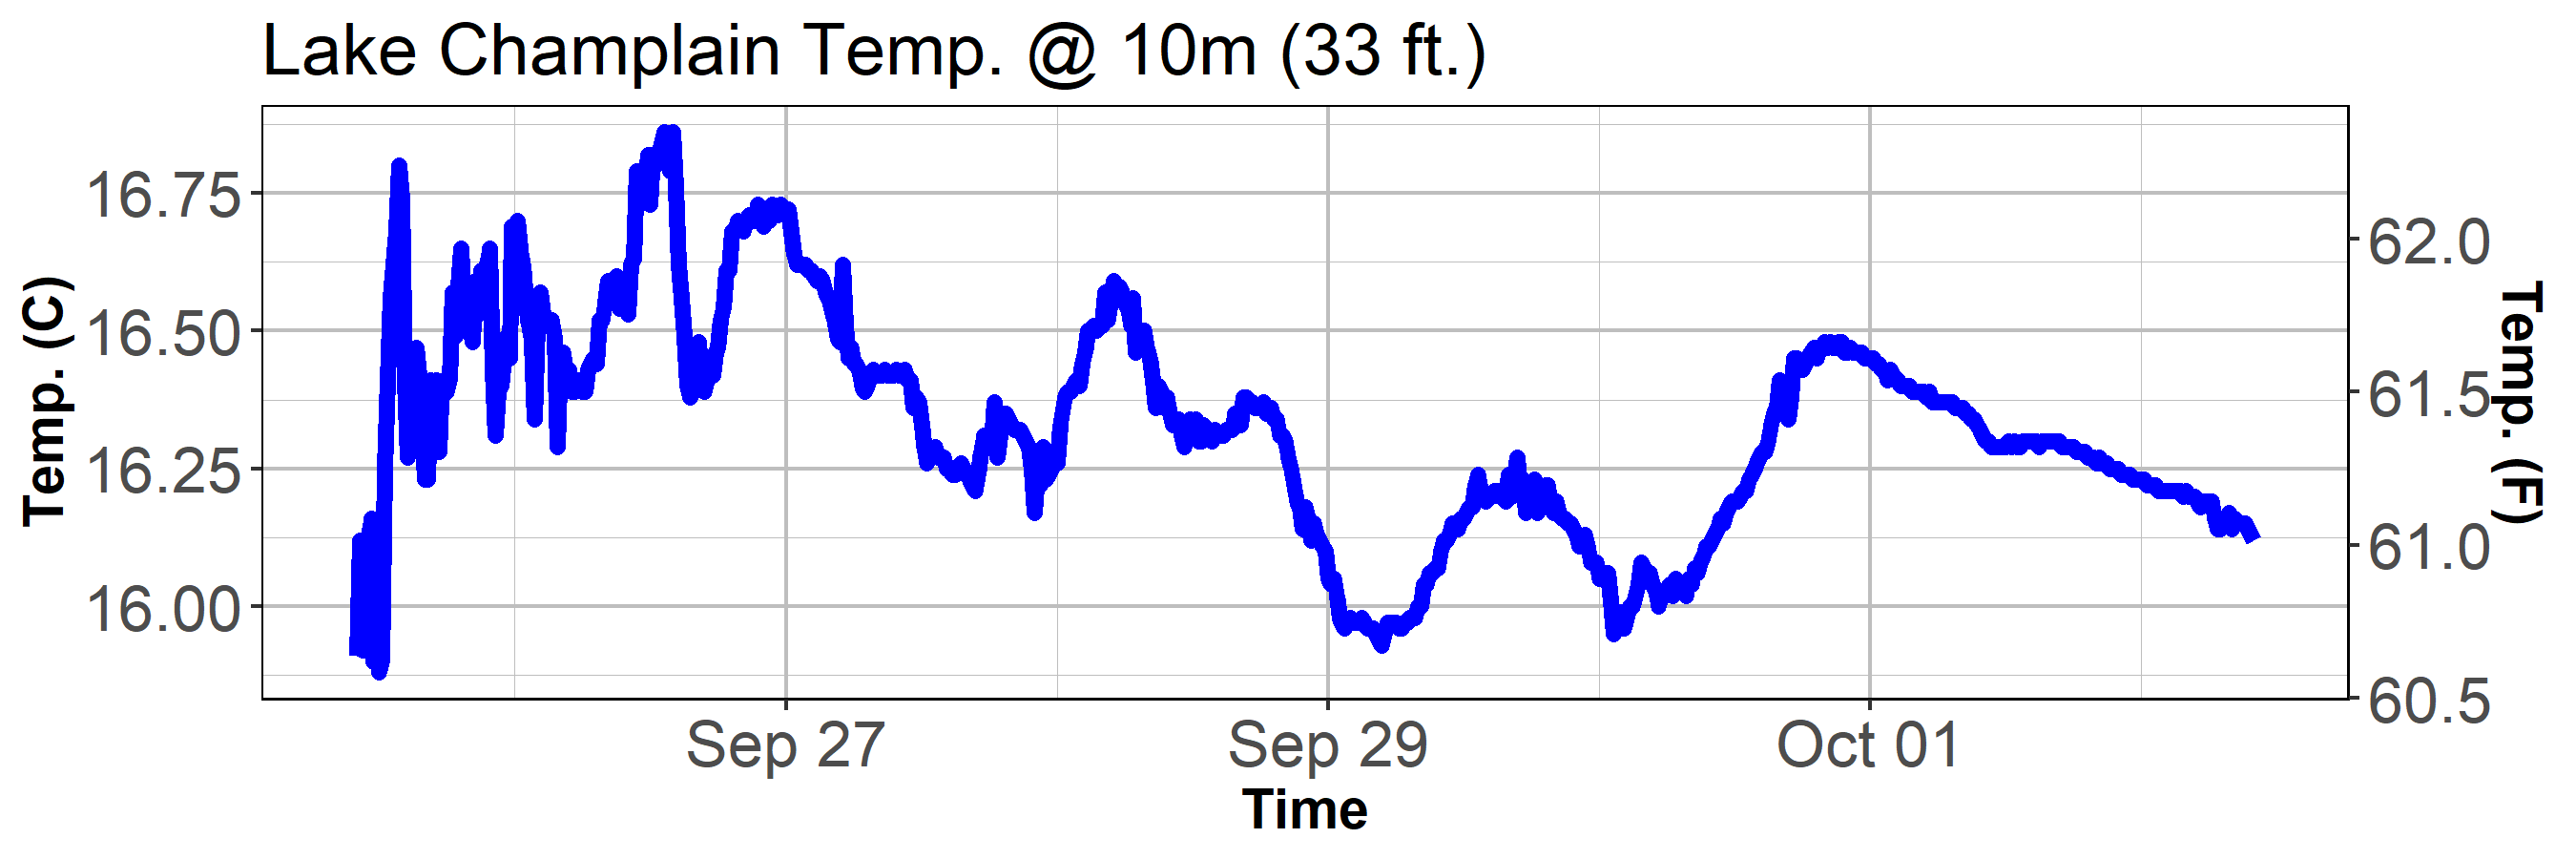 Lake Champlain Temp. @ 10m (33 ft.)
Temp. (C)
16.75
16.50
16.25
16.00
62.0
61.5
61.0
60.5
Temp. (F)
Sep 27
Sep 29
Oct 01
Time